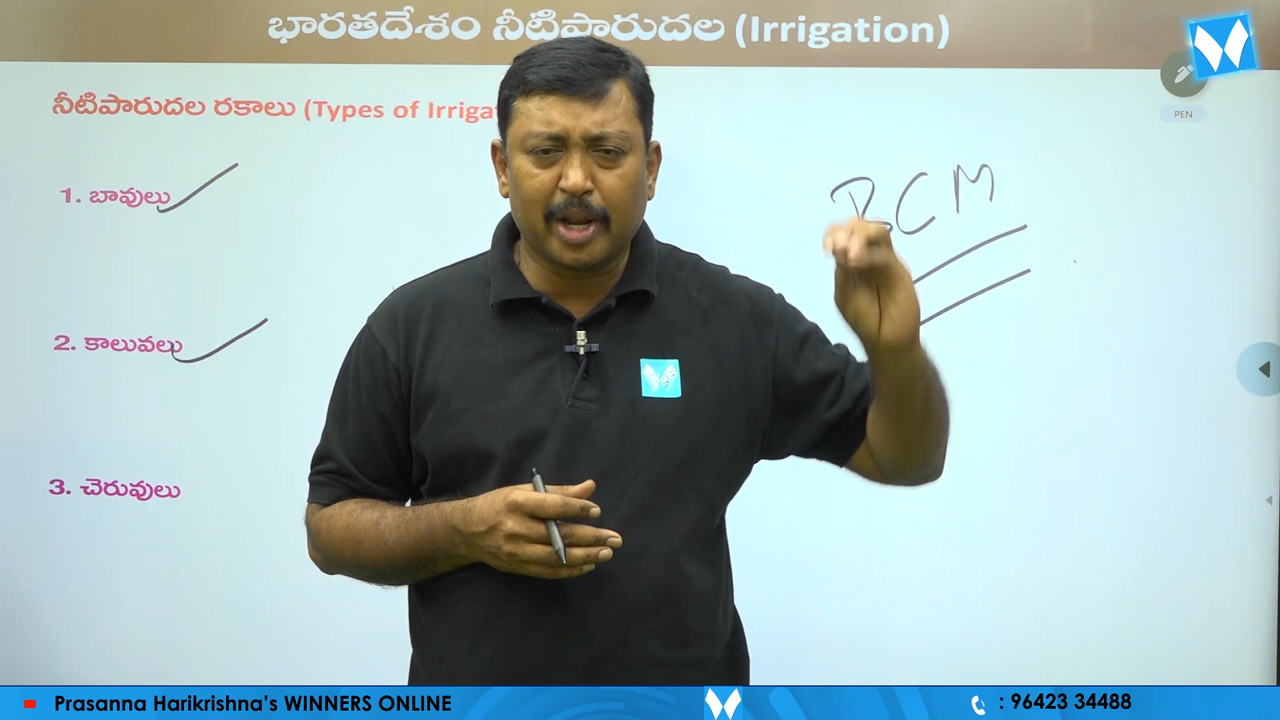 భారతదేశం నీటిపారుదల (Irrigation)
నీటిపారుదల రకాలు (Types of Irriga
PEN
1. బావులు
BCM
2. కాలువలు
3. చెరువులు
Prasanna Harikrishna's WINNERS ONLINE
: 96423 34488